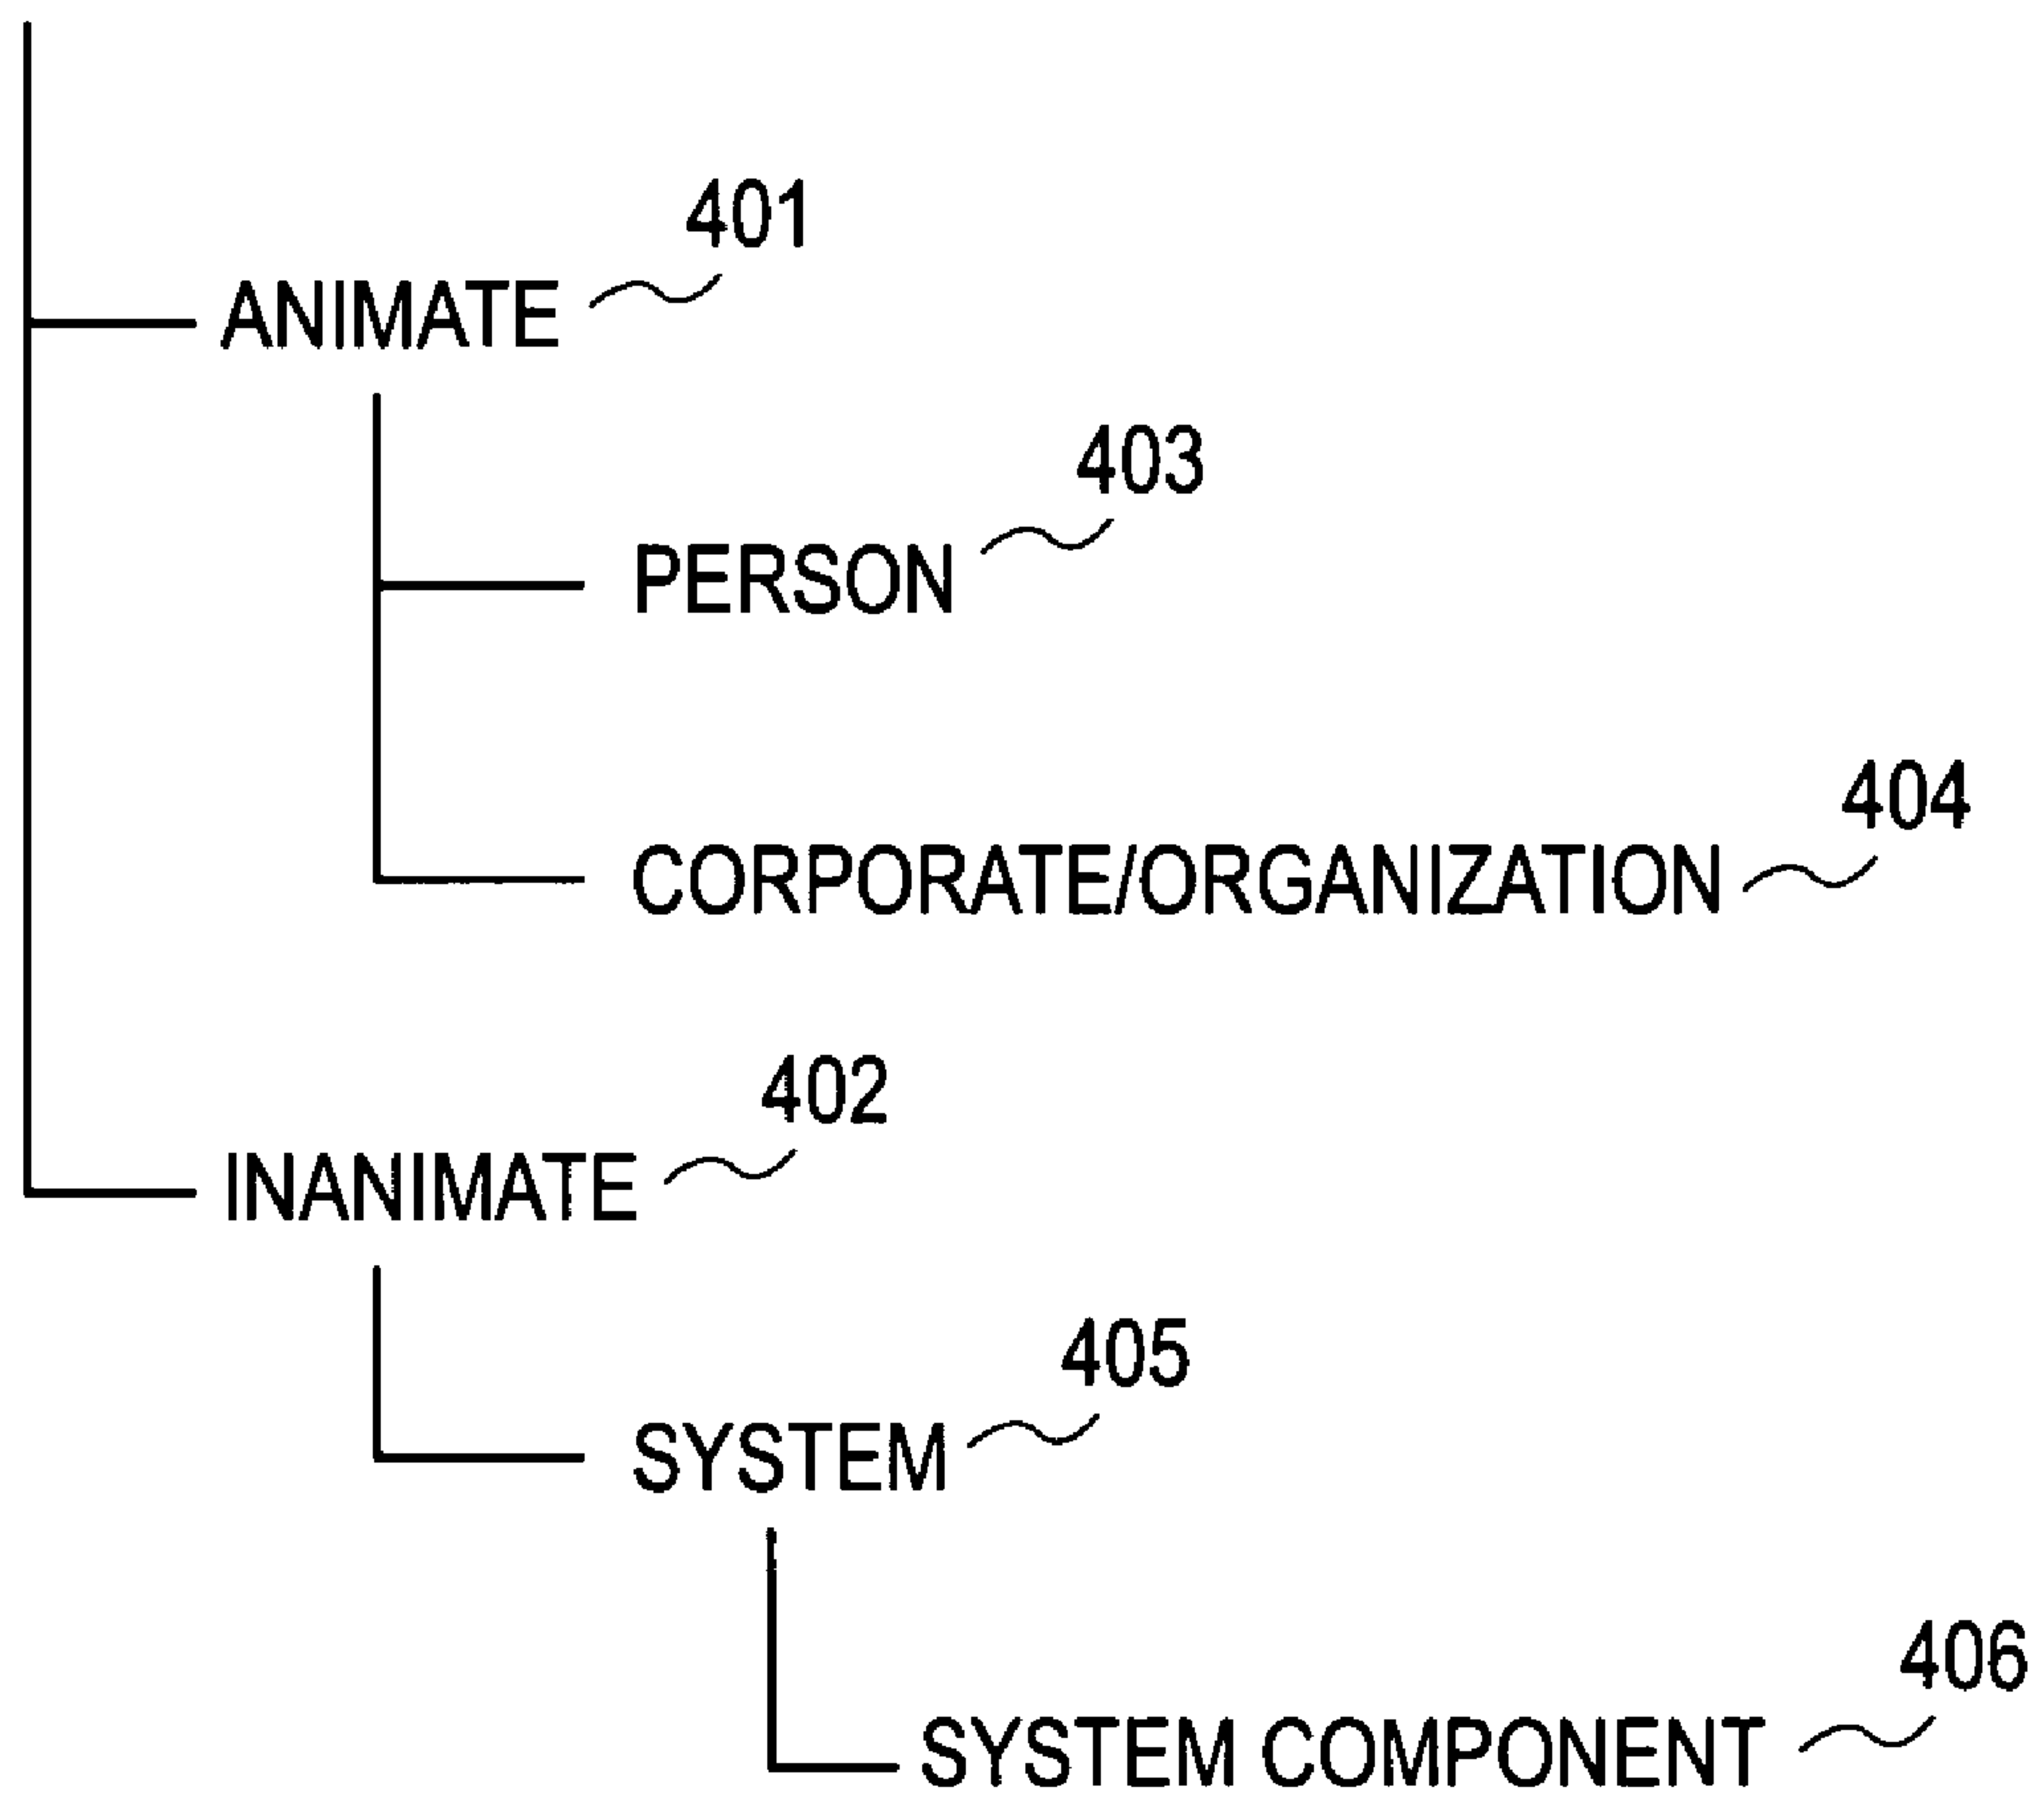 401
ANIMATE
403
PERSON
404
CORPORATE/ORGANIZATION
402
INANIMATE
405
SYSTEM
406
SYSTEM COMPONENT